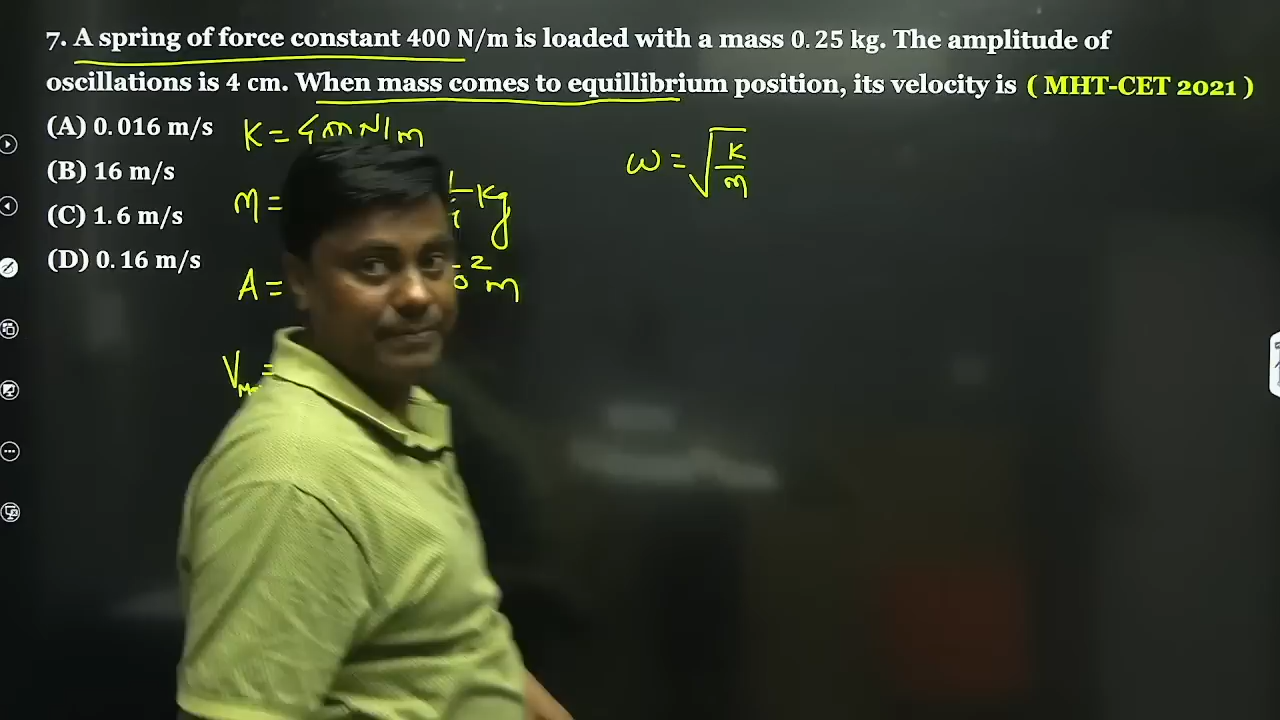 7. A spring of force constant 400 N/m is loaded with a mass 0.25 kg. The amplitude of
oscillations is 4 cm. When mass comes to equillibrium position, its velocity is ( MHT-CET 2021 )
(A) 0.016 m/s
(B) 16 m/s
(C) 1.6 m/s
(D) 0.16 m/s
K = 400 N/m
ω = √K/m
m = kg
A = m
V =